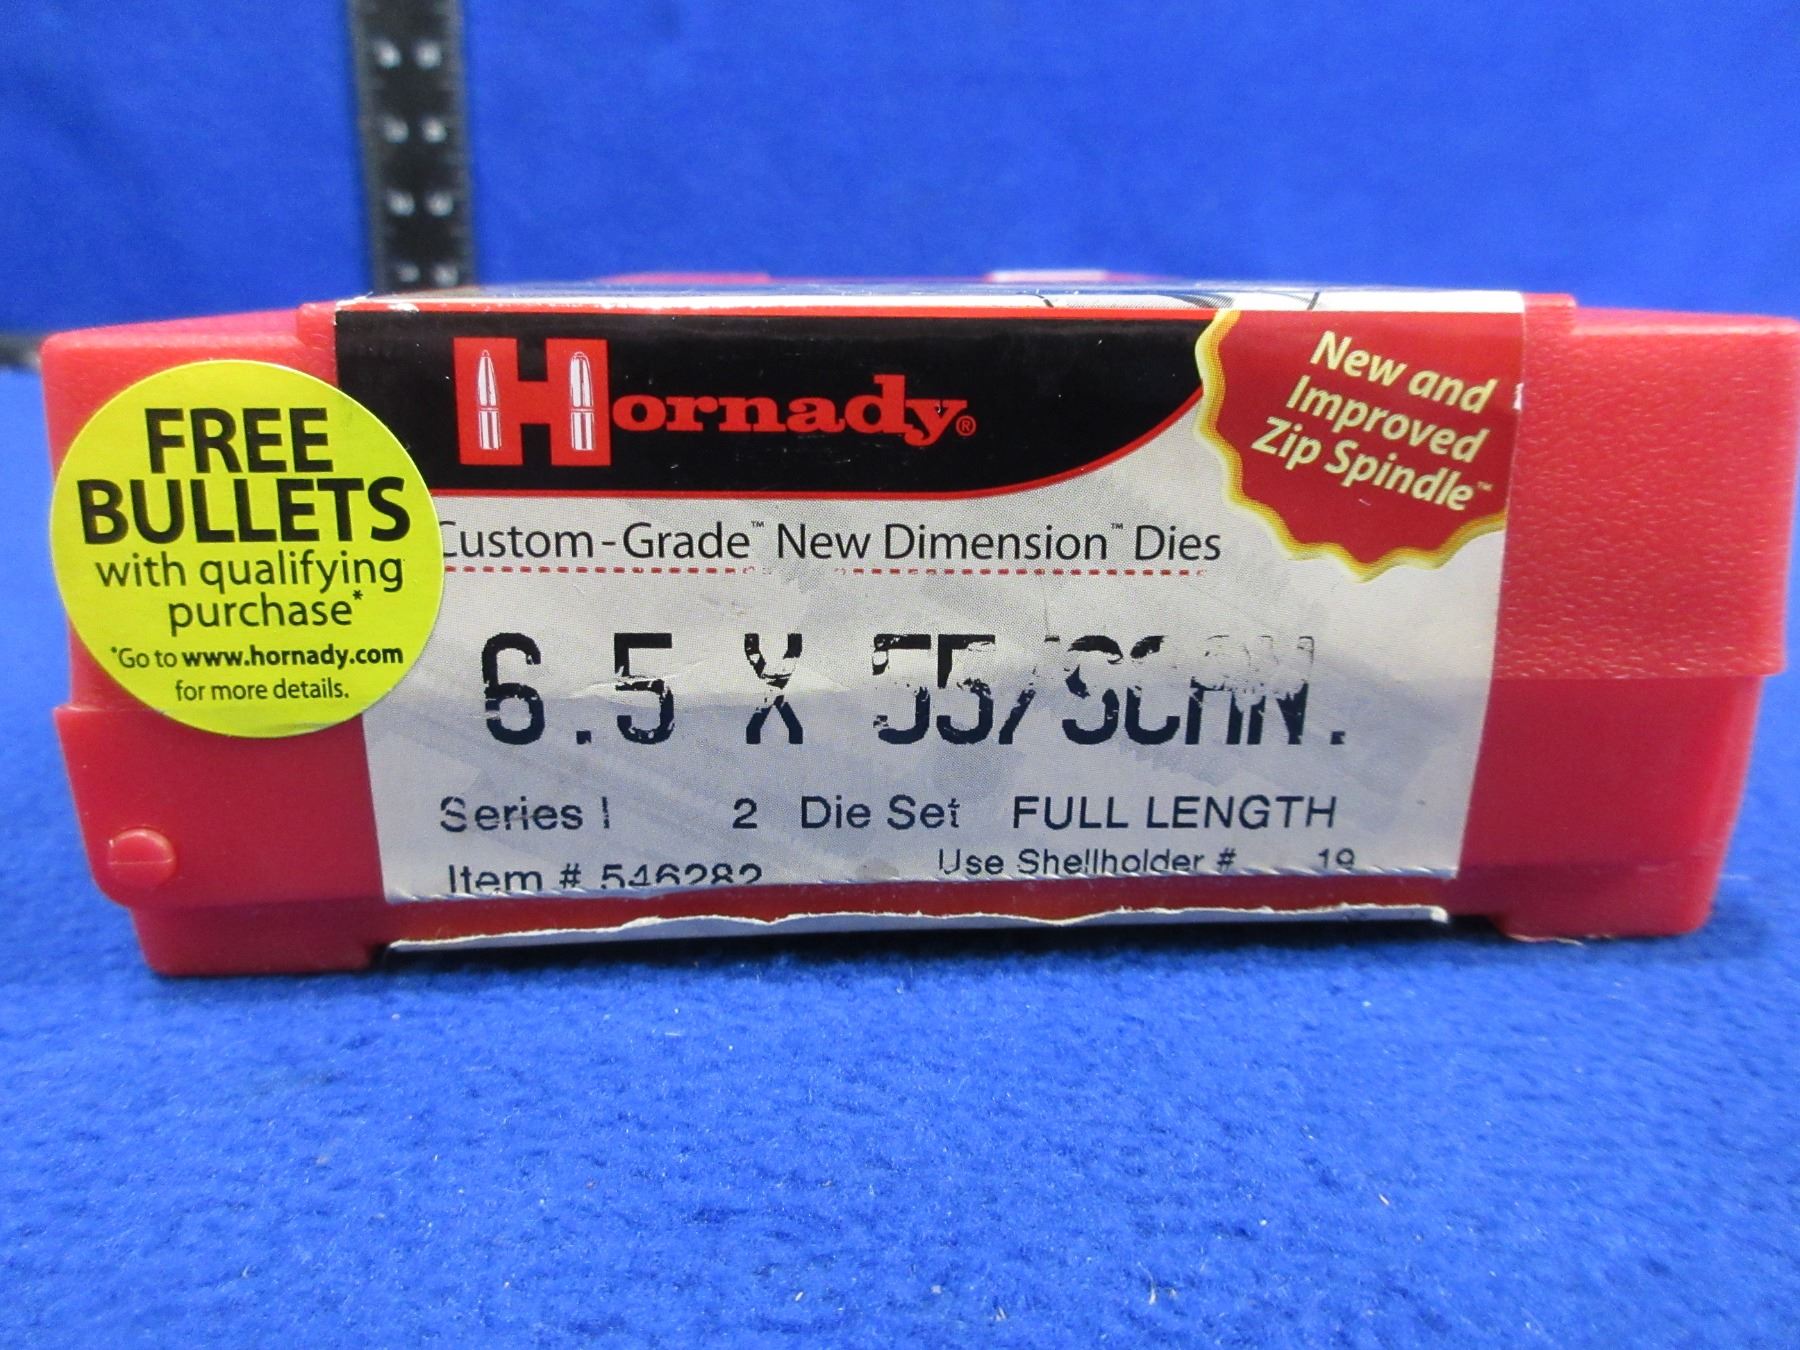 Hornady®
New and
Improved
Zip Spindle™
FREE
BULLETS
with qualifying
purchase*
*Go to www.hornady.com
for more details.
Custom-Grade™ New Dimension™ Dies
6.5 X 55/SCAN.
Series I 2 Die Set FULL LENGTH
Item # 546282 Use Shellholder # 19